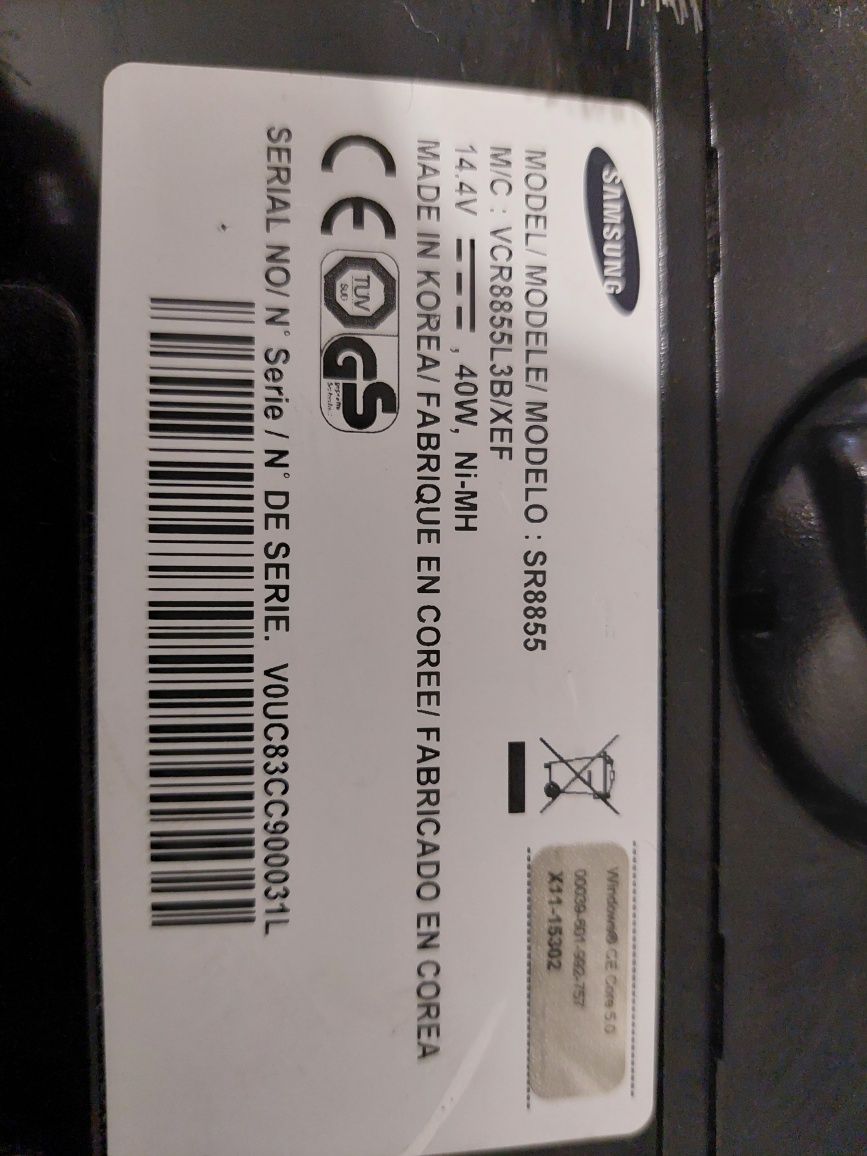 SAMSUNG
MODEL/ MODELE/ MODELO : SR8855
M/C : VCR8855L3B/XEF
14.4V , 40W, Ni-MH
MADE IN KOREA/ FABRIQUE EN COREE/ FABRICADO EN COREA
CE
TÜV
SÜD
GS
SERIAL NO/ N° Serie / N° DE SERIE. V0UC83CC900031L
Windows® CE Core 5.0
00039-501-992-757
X11-15302